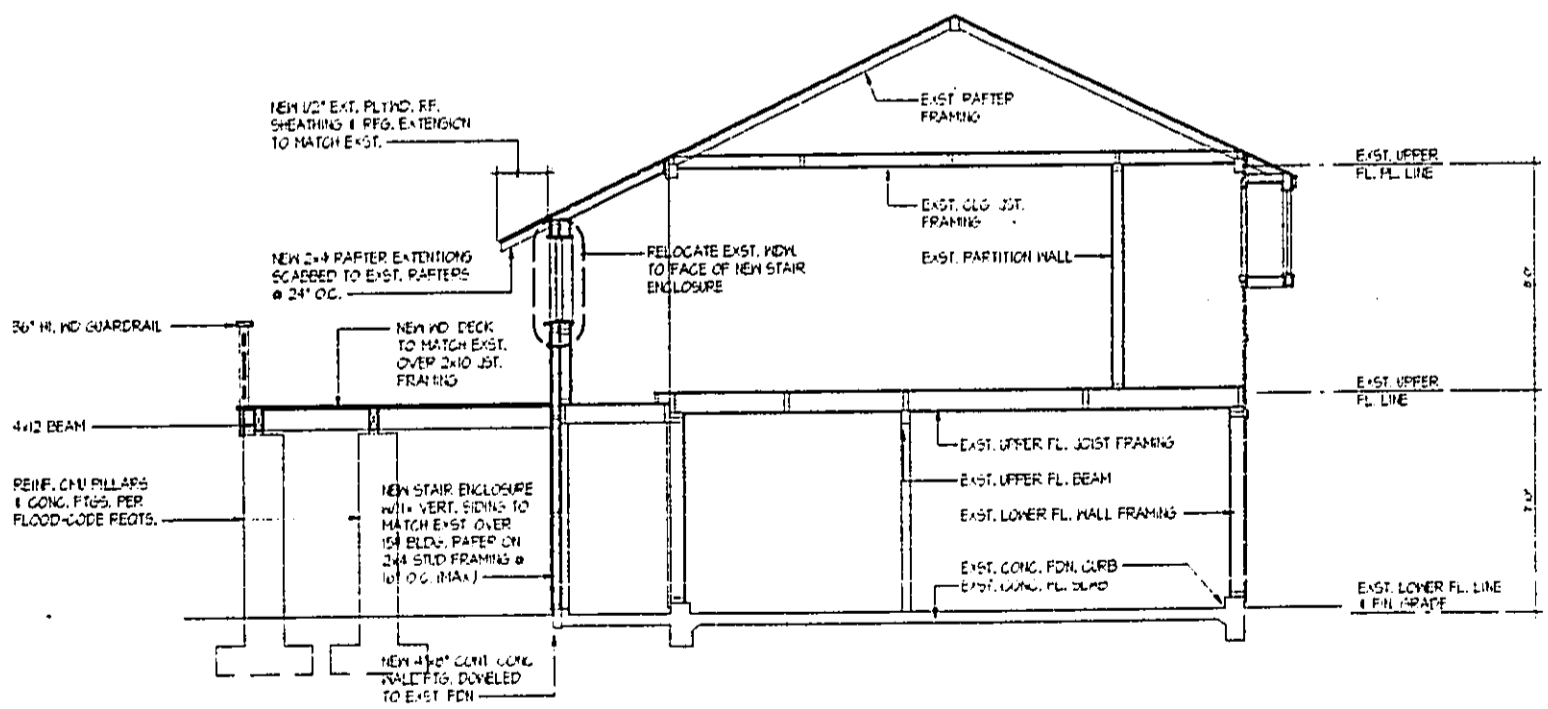 NEW 1/2" EXT. PLYWD. RF.
SHEATHING & RFG. EXTENSION
TO MATCH EXST.
NEW 2x4 RAFTER EXTENTIONS
SCABBED TO EXST. RAFTERS
@ 24" O.C.
36" HI. WD GUARDRAIL
NEW WD. DECK
TO MATCH EXST.
OVER 2x10 JST.
FRAMING
4x12 BEAM
REINF. CMU PILLARS
& CONC. FTGS. PER
FLOOD-CODE REQTS.
NEW STAIR ENCLOSURE
W/1x VERT. SIDING TO
MATCH EXST. OVER
15# BLDG. PAPER ON
2x4 STUD FRAMING @
16" O.C. (MAX)
NEW CONT. CONC.
WALL FTG. DOWELED
TO EXST. FDN
RELOCATE EXST. WDW.
TO FACE OF NEW STAIR
ENCLOSURE
EXST. RAFTER
FRAMING
EXST. CLG. JST.
FRAMING
EXST. PARTITION WALL
EXST. UPPER FL. JOIST FRAMING
EXST. UPPER FL. BEAM
EXST. LOWER FL. WALL FRAMING
EXST. CONC. FDN. CURB
EXST. CONC. FL. SLAB
EXST. UPPER
FL. PL. LINE
EXST. UPPER
FL. LINE
EXST. LOWER FL. LINE
& FIN. GRADE